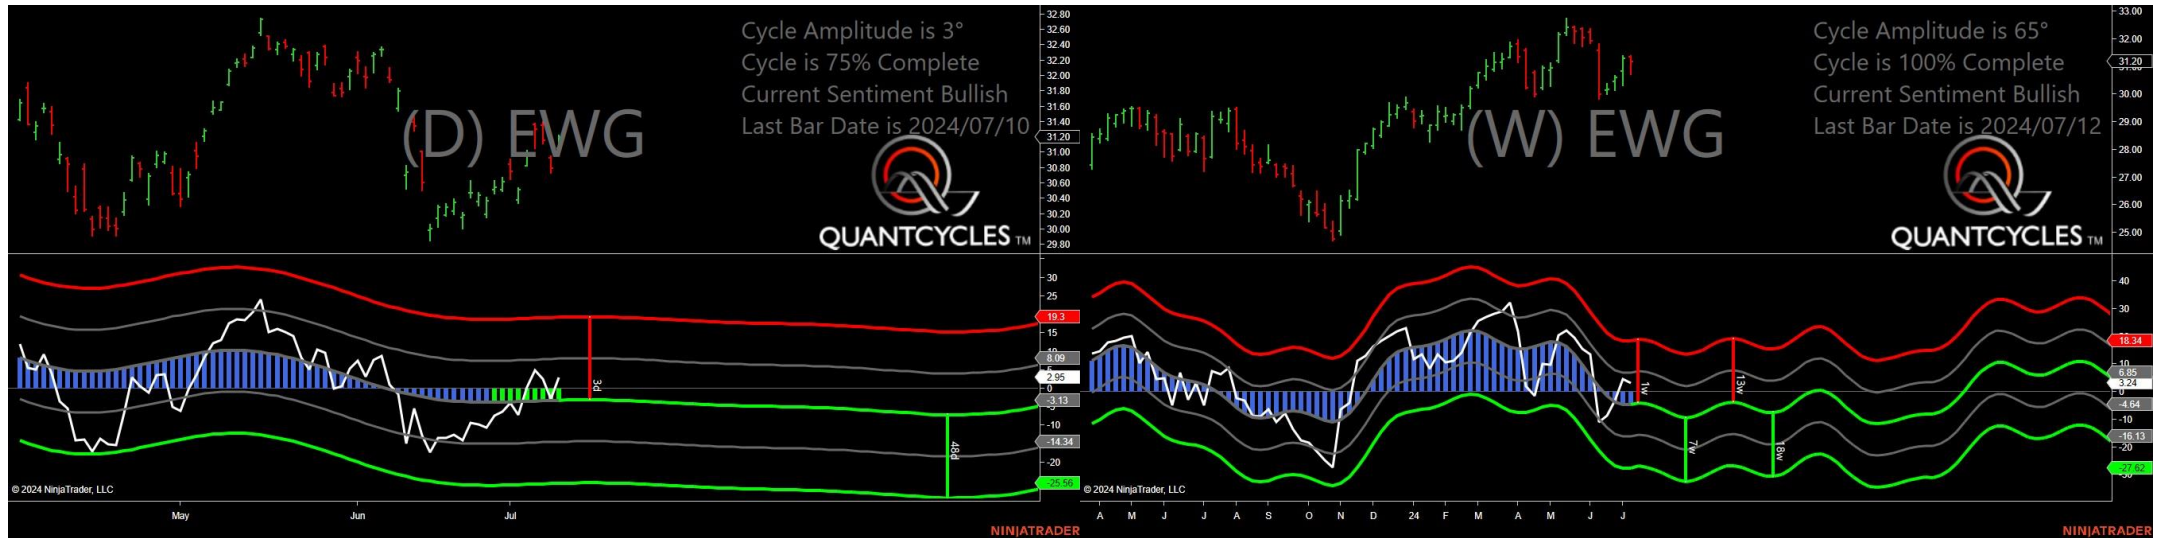 Cycle Amplitude is 3°
Cycle is 75% Complete
Current Sentiment Bullish
Last Bar Date is 2024/07/10
(D) EWG
QUANTCYCLES TM
32.80
32.60
32.40
32.20
32.00
31.80
31.60
31.40
31.20
31.00
30.80
30.60
30.40
30.20
30.00
29.80
30
25
19.3
15
8.09
2.95
0
-3.13
-10
-14.34
-20
-25.56
3d
48d
© 2024 NinjaTrader, LLC
May Jun Jul
NINJATRADER
Cycle Amplitude is 65°
Cycle is 100% Complete
Current Sentiment Bullish
Last Bar Date is 2024/07/12
(W) EWG
QUANTCYCLES TM
33.00
32.00
31.20
30.00
29.00
28.00
27.00
26.00
25.00
40
30
18.34
10
6.85
3.24
-4.64
-10
-16.13
-20
-27.62
1w
13w
7w
18w
© 2024 NinjaTrader, LLC
A M J J A S O N D 24 F M A M J J
NINJATRADER